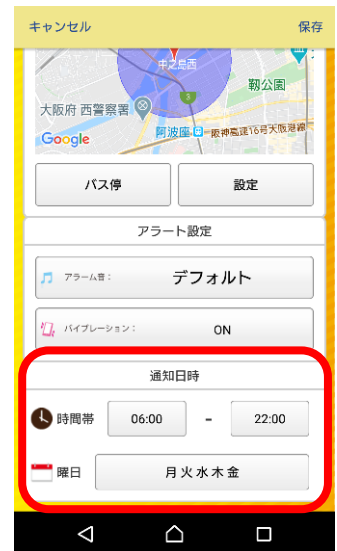 キャンセル 保存
中之島西
靱公園
大阪府 西警察署
阿波座
阪神高速16号大阪港線
Google
バス停 設定
アラート設定
アラーム音： デフォルト
バイブレーション： ON
通知日時
時間帯 06:00 - 22:00
曜日 月火水木金